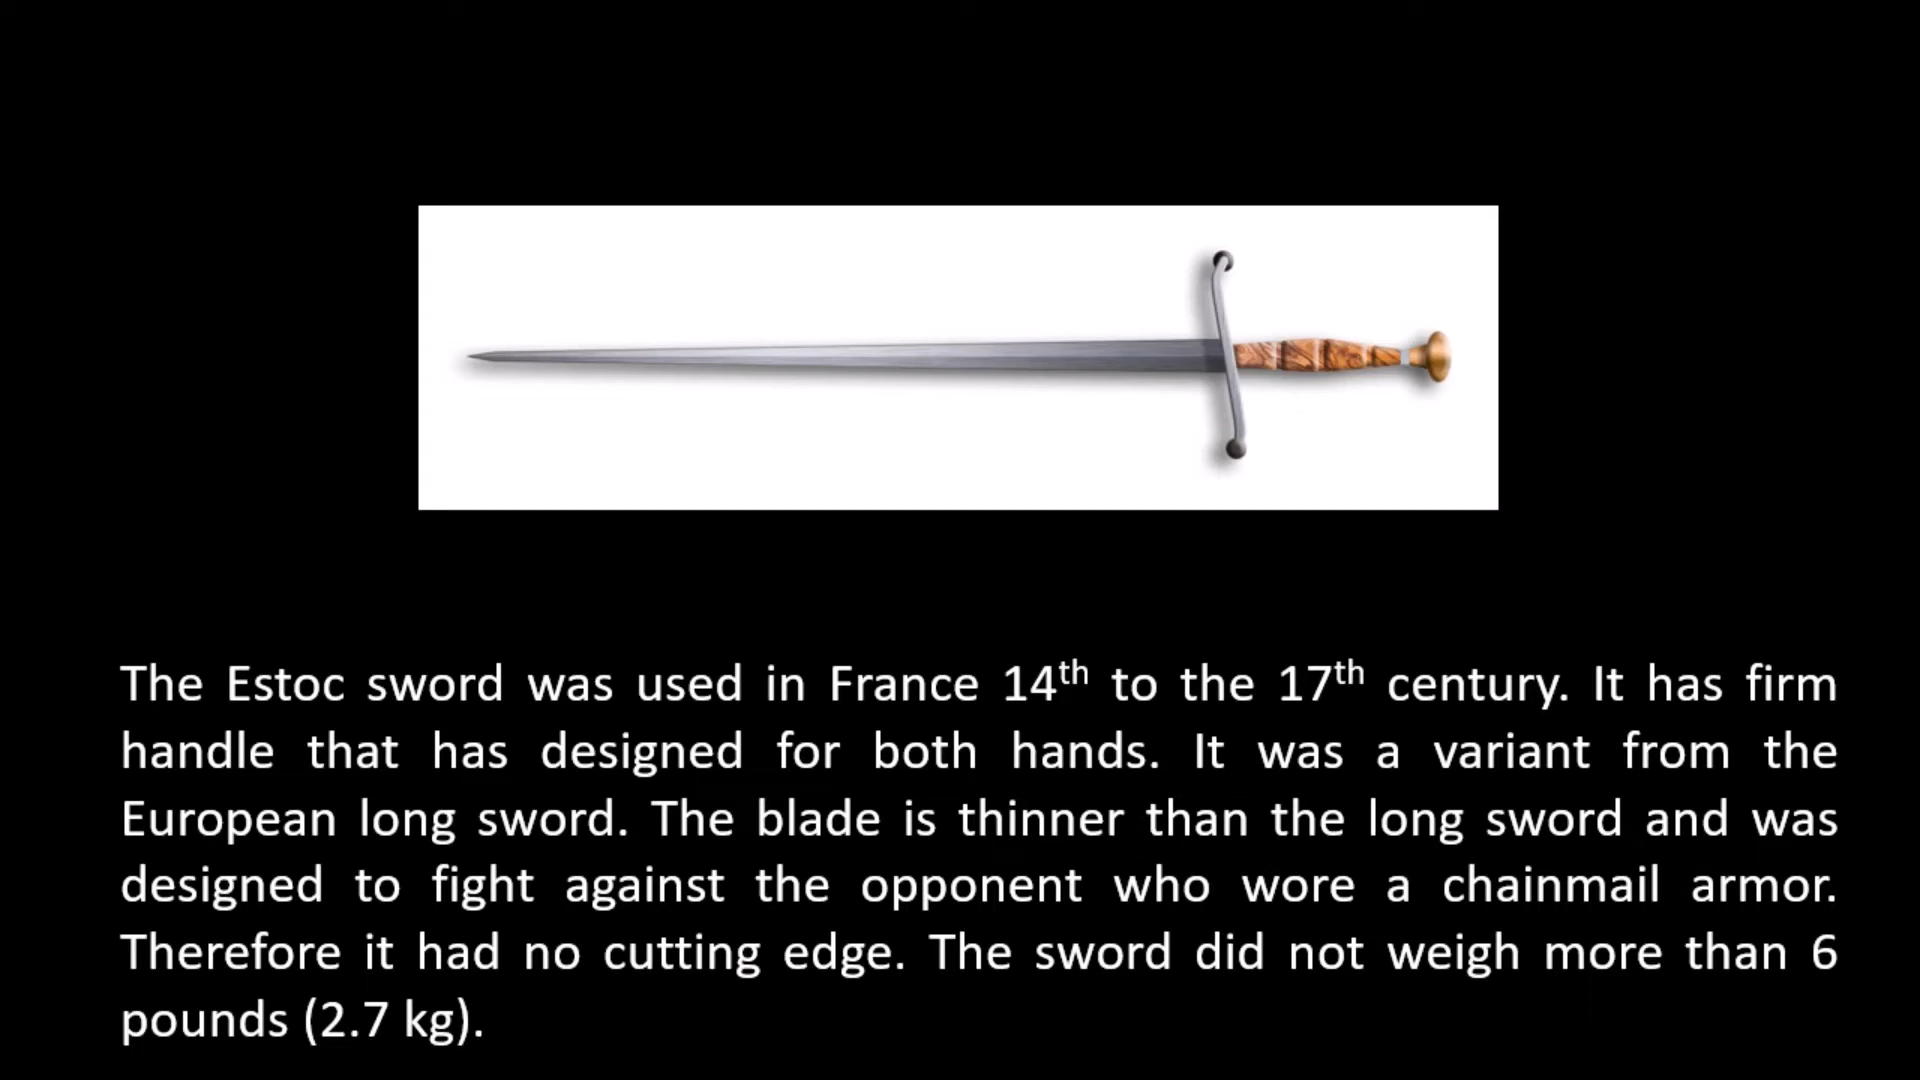 The Estoc sword was used in France 14th to the 17th century. It has firm
handle that has designed for both hands. It was a variant from the
European long sword. The blade is thinner than the long sword and was
designed to fight against the opponent who wore a chainmail armor.
Therefore it had no cutting edge. The sword did not weigh more than 6
pounds (2.7 kg).